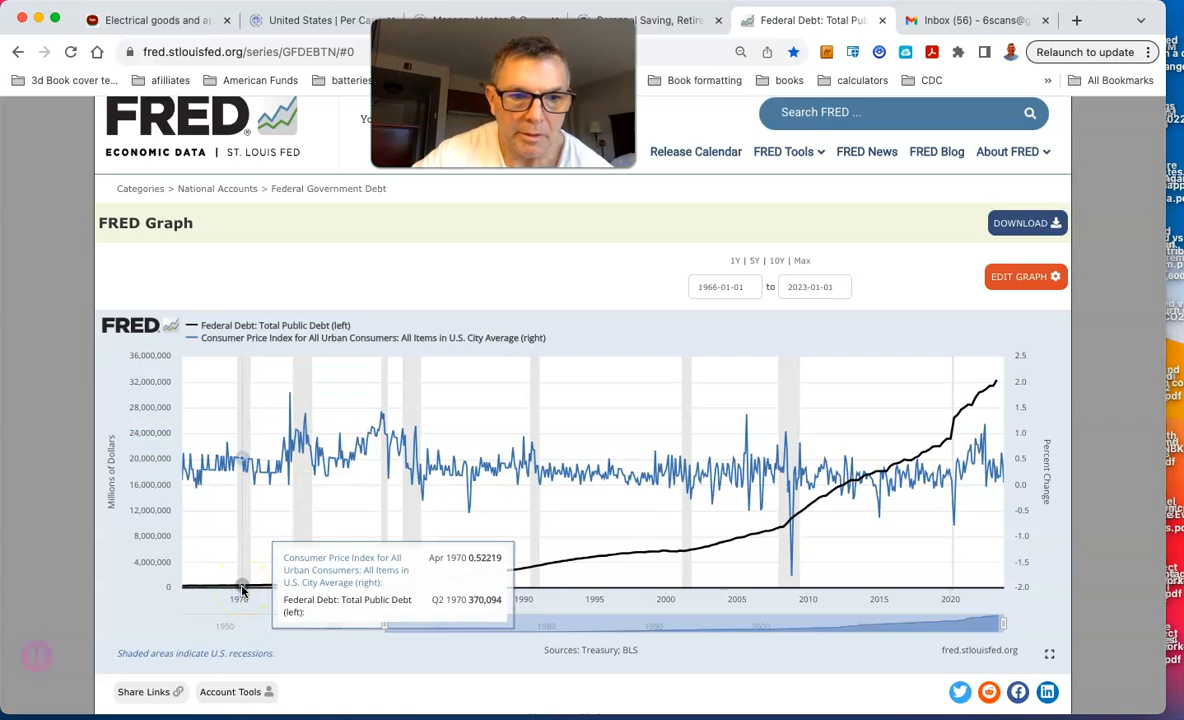 Electrical goods and ap
United States | Per Ca
Personal Saving, Retire
Federal Debt: Total Pub
Inbox (56) - 6scans@g
fred.stlouisfed.org/series/GFDEBTN/#0
Relaunch to update
3d Book cover te...
afiliates
American Funds
batteries
Book formatting
books
calculators
CDC
»
All Bookmarks
FRED
ECONOMIC DATA | ST. LOUIS FED
Yo
Search FRED ...
Release Calendar
FRED Tools
FRED News
FRED Blog
About FRED
Categories > National Accounts > Federal Government Debt
FRED Graph
DOWNLOAD
1Y | 5Y | 10Y | Max
1966-01-01 to 2023-01-01
EDIT GRAPH
FRED
Federal Debt: Total Public Debt (left)
Consumer Price Index for All Urban Consumers: All Items in U.S. City Average (right)
36,000,000
32,000,000
28,000,000
24,000,000
20,000,000
16,000,000
12,000,000
8,000,000
4,000,000
0
Millions of Dollars
2.5
2.0
1.5
1.0
0.5
0.0
-0.5
-1.0
-1.5
-2.0
Percent Change
Consumer Price Index for All
Urban Consumers: All Items in
U.S. City Average (right):
Apr 1970 0.52219
Federal Debt: Total Public Debt
(left):
Q2 1970 370,094
1970
1990
1995
2000
2005
2010
2015
2020
1950
1980
1990
2000
Shaded areas indicate U.S. recessions.
Sources: Treasury; BLS
fred.stlouisfed.org
Share Links
Account Tools